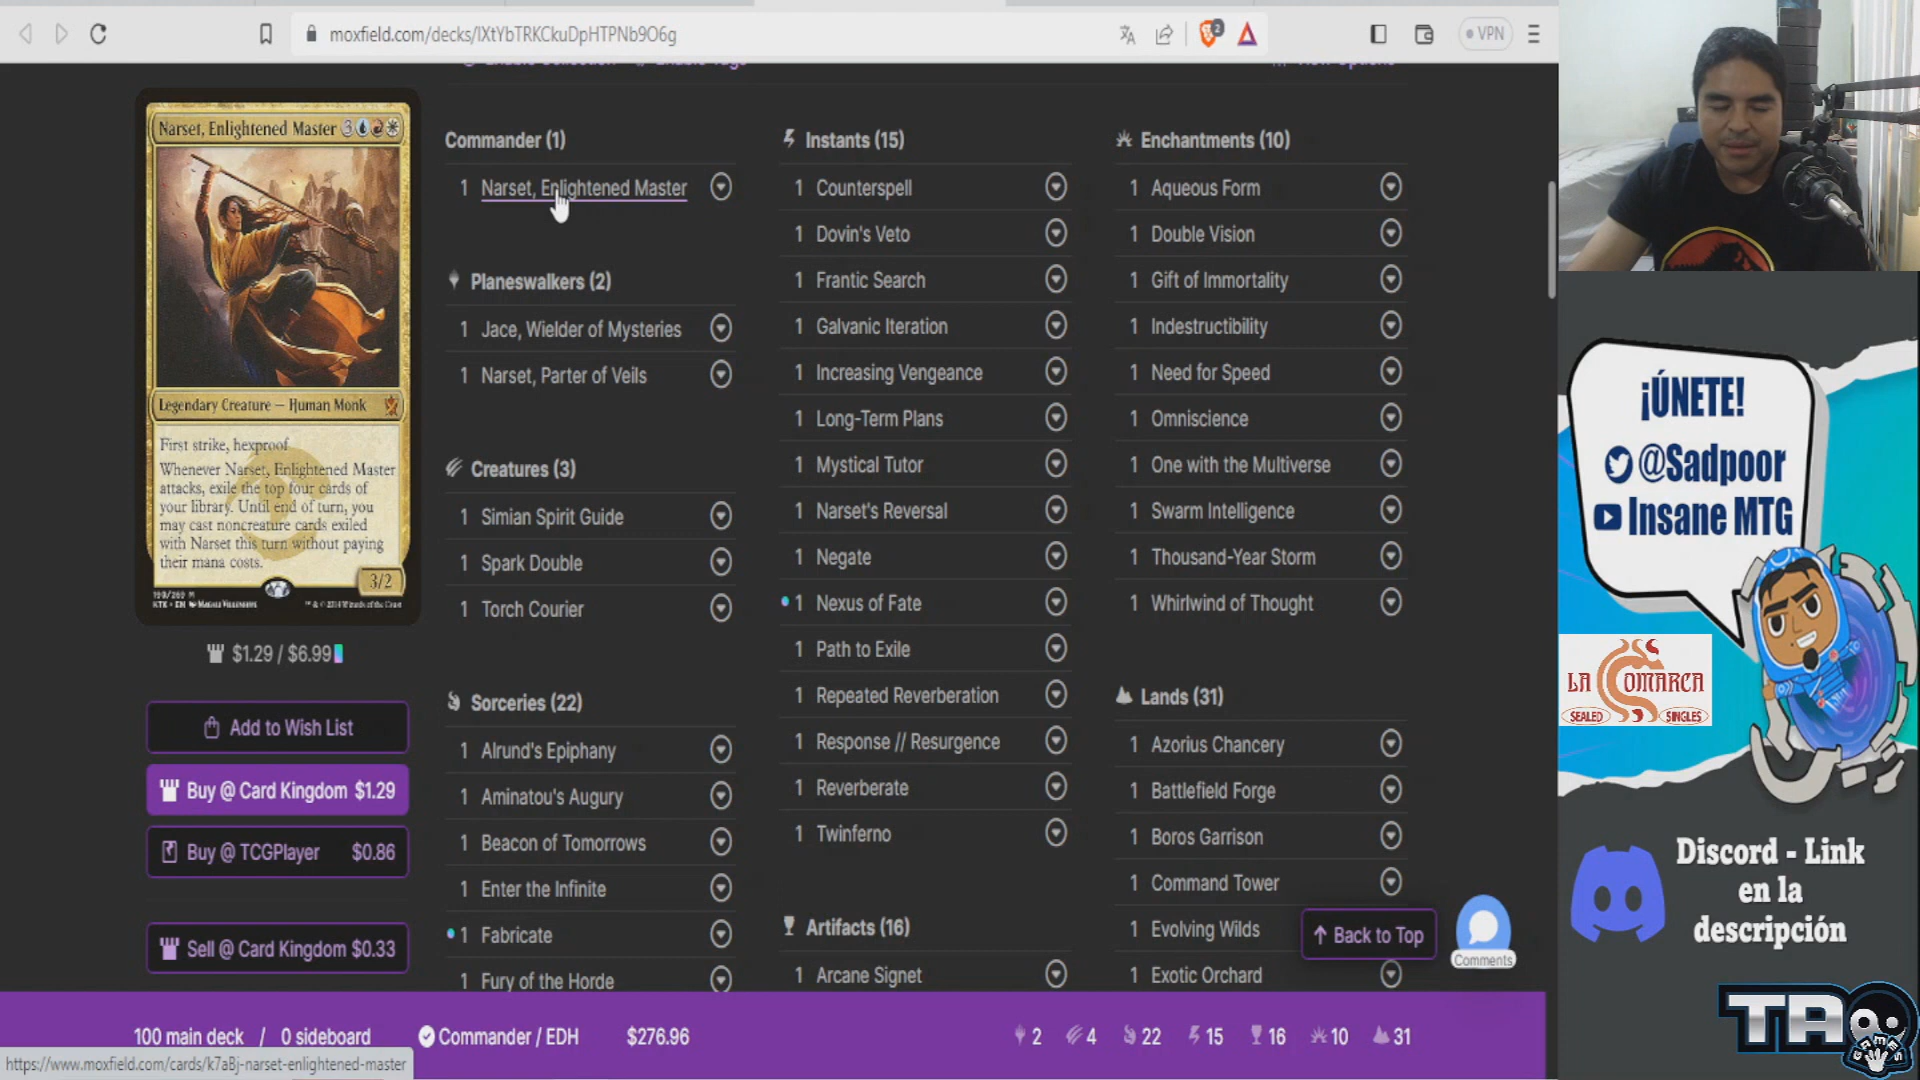 moxfield.com/decks/lXtYbTRKCkuDpHTPNb9O6g
2
VPN
Narset, Enlightened Master 3
Legendary Creature — Human Monk
First strike, hexproof
Whenever Narset, Enlightened Master
attacks, exile the top four cards of
your library. Until end of turn, you
may cast noncreature cards exiled
with Narset this turn without paying
their mana costs.
3/2
$1.29 / $6.99
Add to Wish List
Buy @ Card Kingdom $1.29
Buy @ TCGPlayer $0.86
Sell @ Card Kingdom $0.33
Commander (1)
1 Narset, Enlightened Master
Planeswalkers (2)
1 Jace, Wielder of Mysteries
1 Narset, Parter of Veils
Creatures (3)
1 Simian Spirit Guide
1 Spark Double
1 Torch Courier
Sorceries (22)
1 Alrund's Epiphany
1 Aminatou's Augury
1 Beacon of Tomorrows
1 Enter the Infinite
1 Fabricate
1 Fury of the Horde
Instants (15)
1 Counterspell
1 Dovin's Veto
1 Frantic Search
1 Galvanic Iteration
1 Increasing Vengeance
1 Long-Term Plans
1 Mystical Tutor
1 Narset's Reversal
1 Negate
1 Nexus of Fate
1 Path to Exile
1 Repeated Reverberation
1 Response // Resurgence
1 Reverberate
1 Twinferno
Artifacts (16)
1 Arcane Signet
Enchantments (10)
1 Aqueous Form
1 Double Vision
1 Gift of Immortality
1 Indestructibility
1 Need for Speed
1 Omniscience
1 One with the Multiverse
1 Swarm Intelligence
1 Thousand-Year Storm
1 Whirlwind of Thought
Lands (31)
1 Azorius Chancery
1 Battlefield Forge
1 Boros Garrison
1 Command Tower
1 Evolving Wilds
1 Exotic Orchard
Back to Top
Comments
100 main deck / 0 sideboard
Commander / EDH
$276.96
2 4 22 15 16 10 31
https://www.moxfield.com/cards/k7aBj-narset-enlightened-master
¡ÚNETE!
@Sadpoor
Insane MTG
LA COMARCA
SEALED SINGLES
Discord - Link
en la
descripción
TAO
GAMES